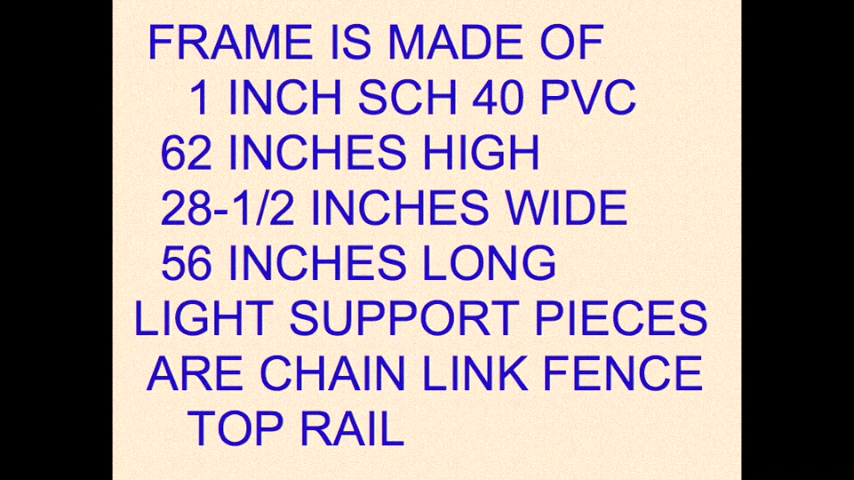 FRAME IS MADE OF
1 INCH SCH 40 PVC
62 INCHES HIGH
28-1/2 INCHES WIDE
56 INCHES LONG
LIGHT SUPPORT PIECES
ARE CHAIN LINK FENCE
TOP RAIL